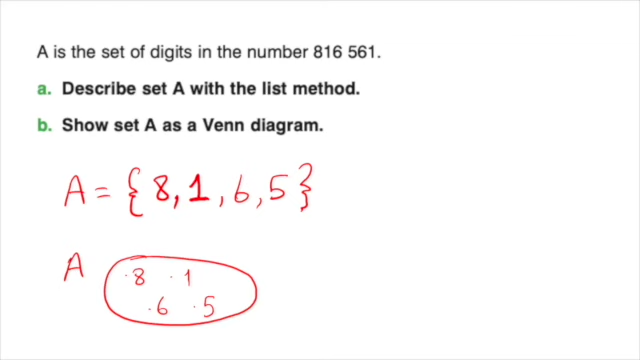 A is the set of digits in the number 816 561.
a. Describe set A with the list method.
b. Show set A as a Venn diagram.
A = { 8, 1, 6, 5 }
A
· 8 · 1
· 6 · 5